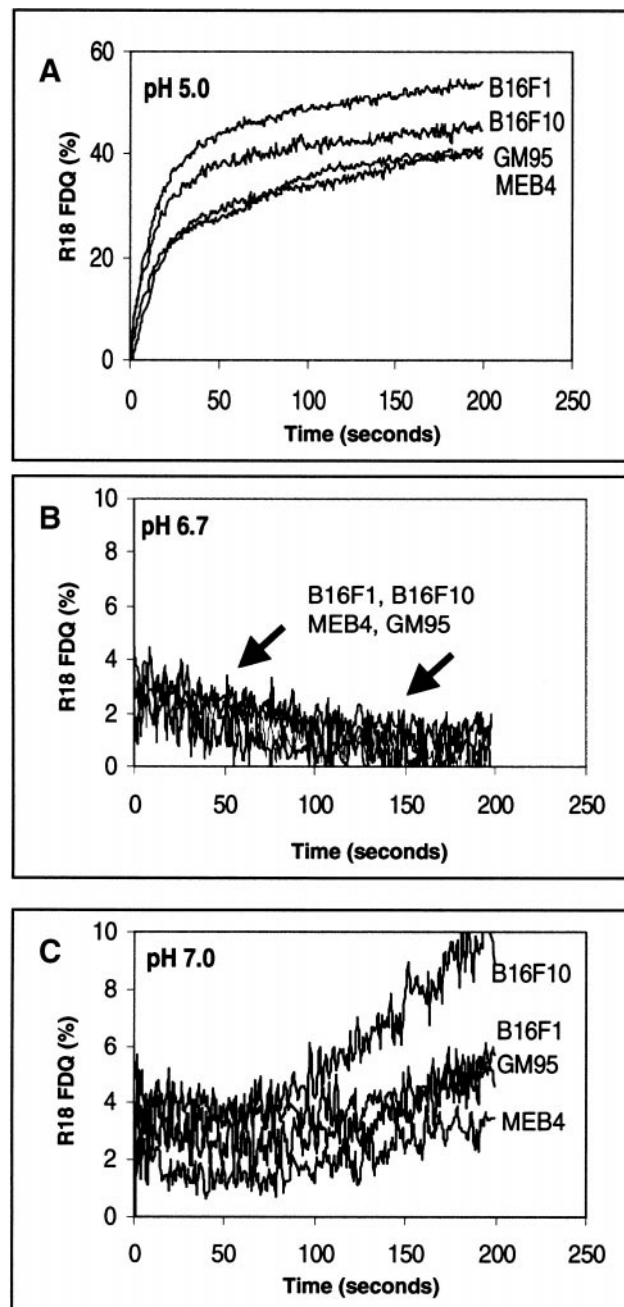 A
pH 5.0
R18 FDQ (%)
60
40
20
0
B16F1
B16F10
GM95
MEB4
0 50 100 150 200 250
Time (seconds)
B
pH 6.7
R18 FDQ (%)
10
8
6
4
2
0
B16F1, B16F10
MEB4, GM95
0 50 100 150 200 250
Time (seconds)
C
pH 7.0
R18 FDQ (%)
10
8
6
4
2
0
B16F10
B16F1
GM95
MEB4
0 50 100 150 200 250
Time (seconds)